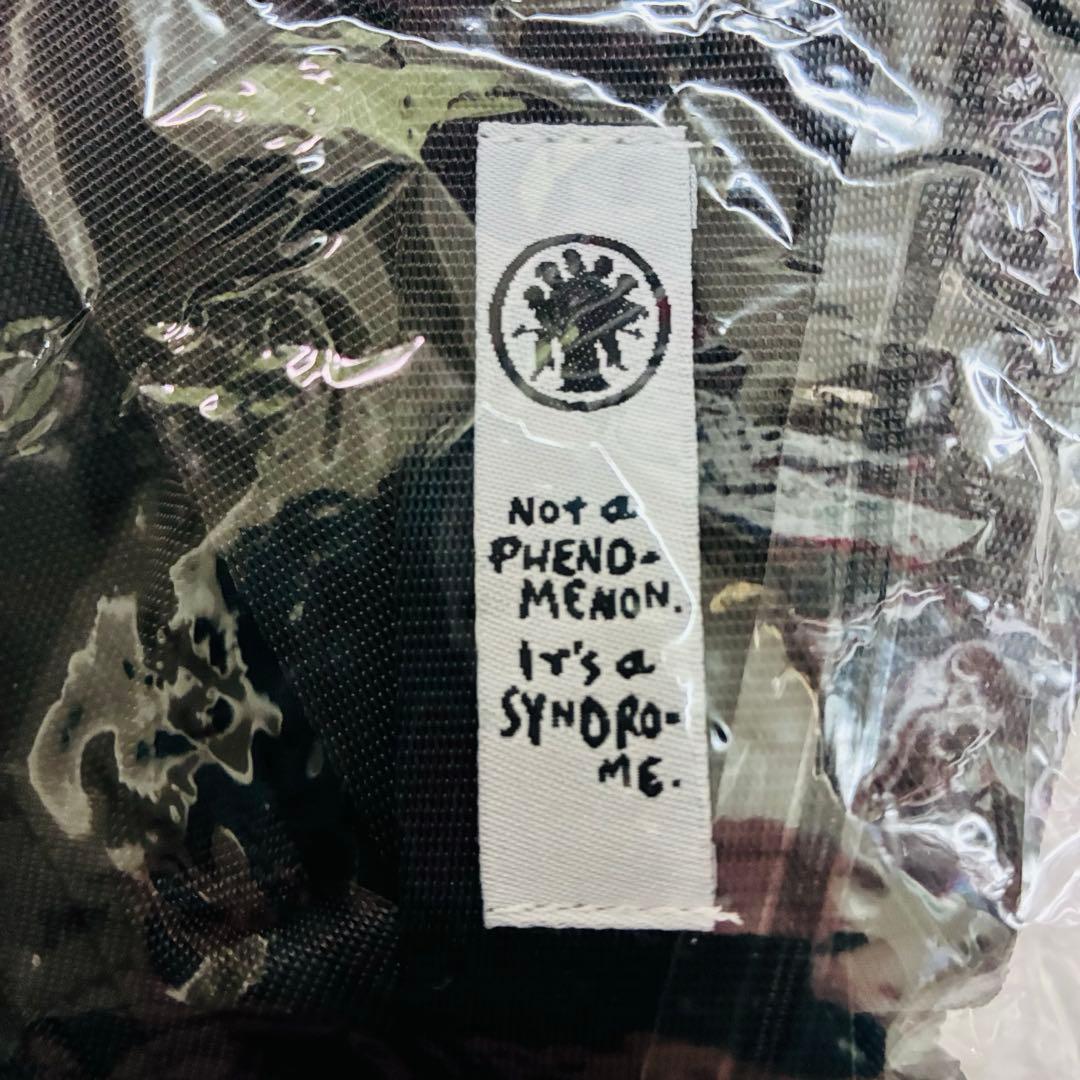 Not a
PHENO-
MENON.
It's a
SYNDRO-
ME.